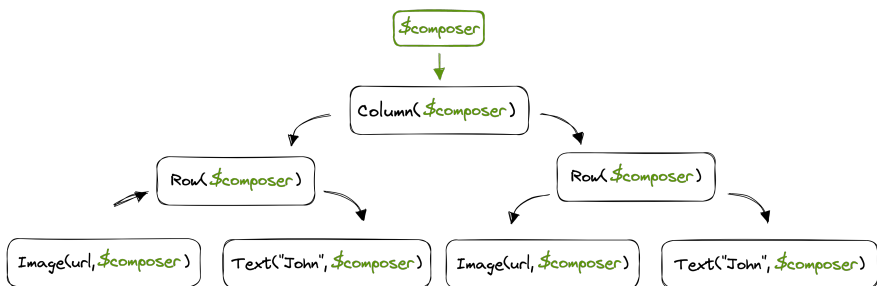 $composer
Column($composer)
Row($composer)
Row($composer)
Image(url,$composer)
Text("John",$composer)
Image(url,$composer)
Text("John",$composer)